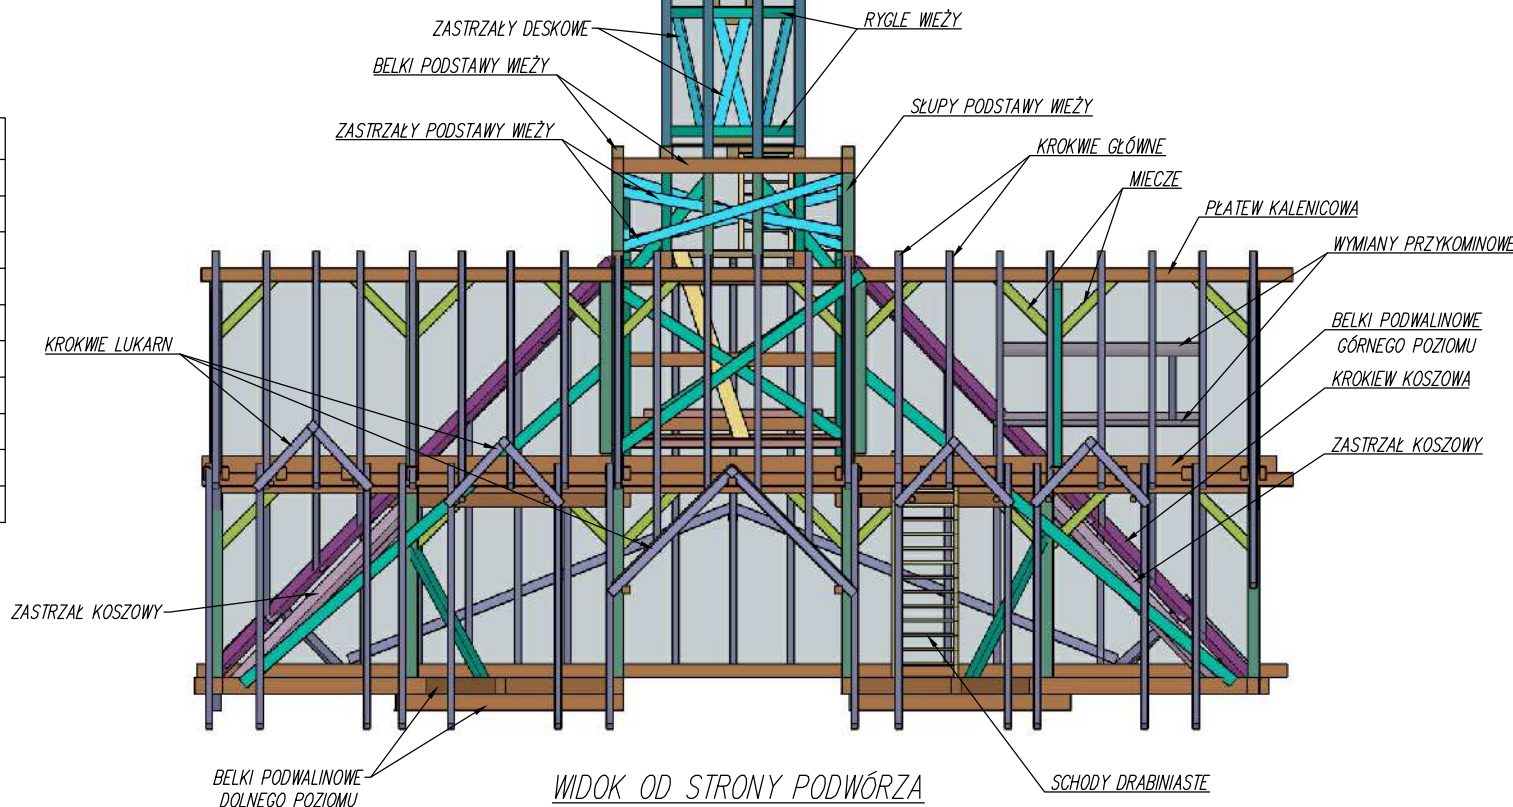 ZASTRZAŁY DESKOWE
RYGLE WIEŻY
BELKI PODSTAWY WIEŻY
SŁUPY PODSTAWY WIEŻY
ZASTRZAŁY PODSTAWY WIEŻY
KROKWIE GŁÓWNE
MIECZE
PŁATEW KALENICOWA
WYMIANY PRZYKOMINOWE
BELKI PODWALINOWE
GÓRNEGO POZIOMU
KROKWIE LUKARN
KROKIEW KOSZOWA
ZASTRZAŁ KOSZOWY
ZASTRZAŁ KOSZOWY
BELKI PODWALINOWE
DOLNEGO POZIOMU
WIDOK OD STRONY PODWÓRZA
SCHODY DRABINIASTE